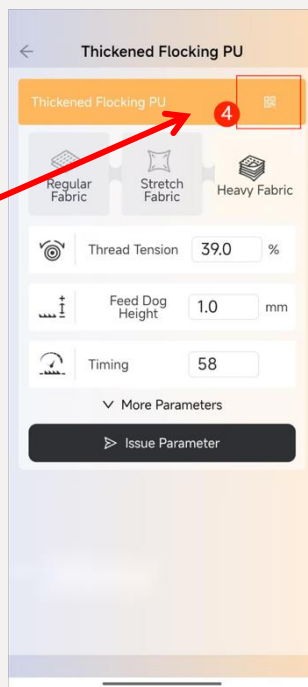 Thickened Flocking PU
Thickened Flocking PU
4
Regular
Fabric
Stretch
Fabric
Heavy Fabric
Thread Tension 39.0 %
Feed Dog
Height 1.0 mm
Timing 58
More Parameters
Issue Parameter